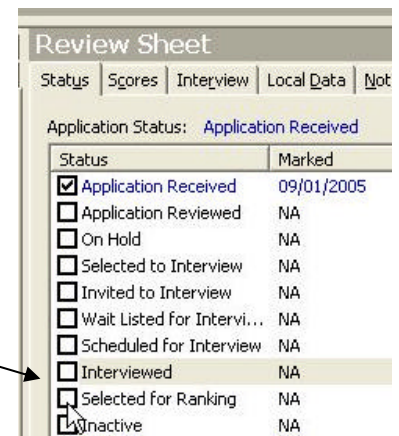 Review Sheet
Status Scores Interview Local Data Not
Application Status: Application Received
Status Marked
Application Received 09/01/2005
Application Reviewed NA
On Hold NA
Selected to Interview NA
Invited to Interview NA
Wait Listed for Intervi... NA
Scheduled for Interview NA
Interviewed NA
Selected for Ranking NA
Inactive NA